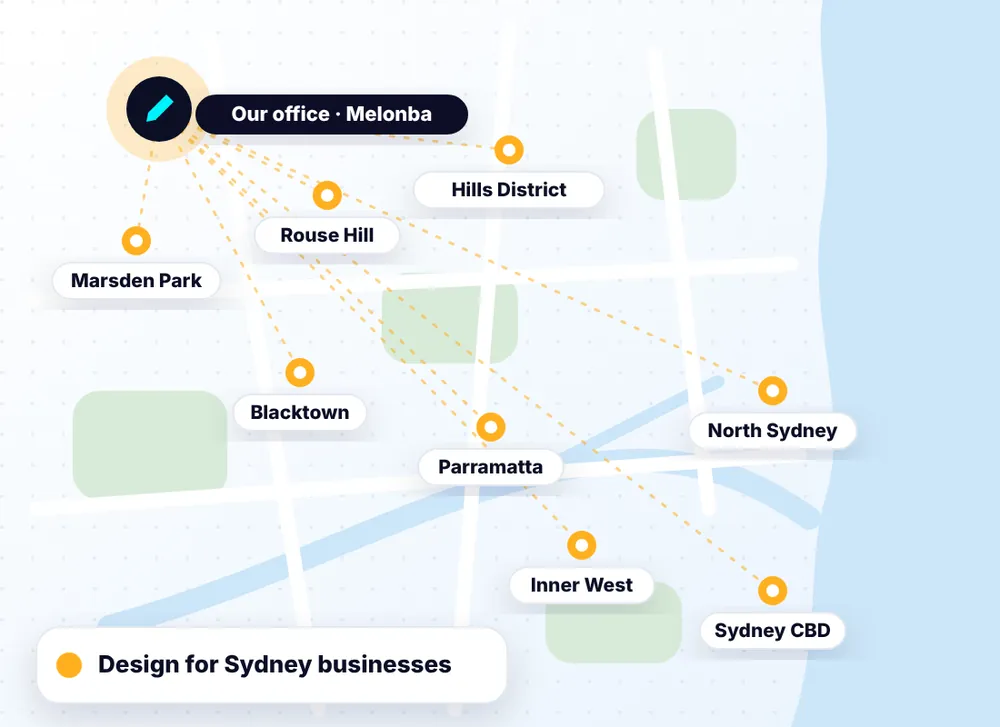 Our office · Melonba
Hills District
Rouse Hill
Marsden Park
Blacktown
North Sydney
Parramatta
Inner West
Sydney CBD
Design for Sydney businesses